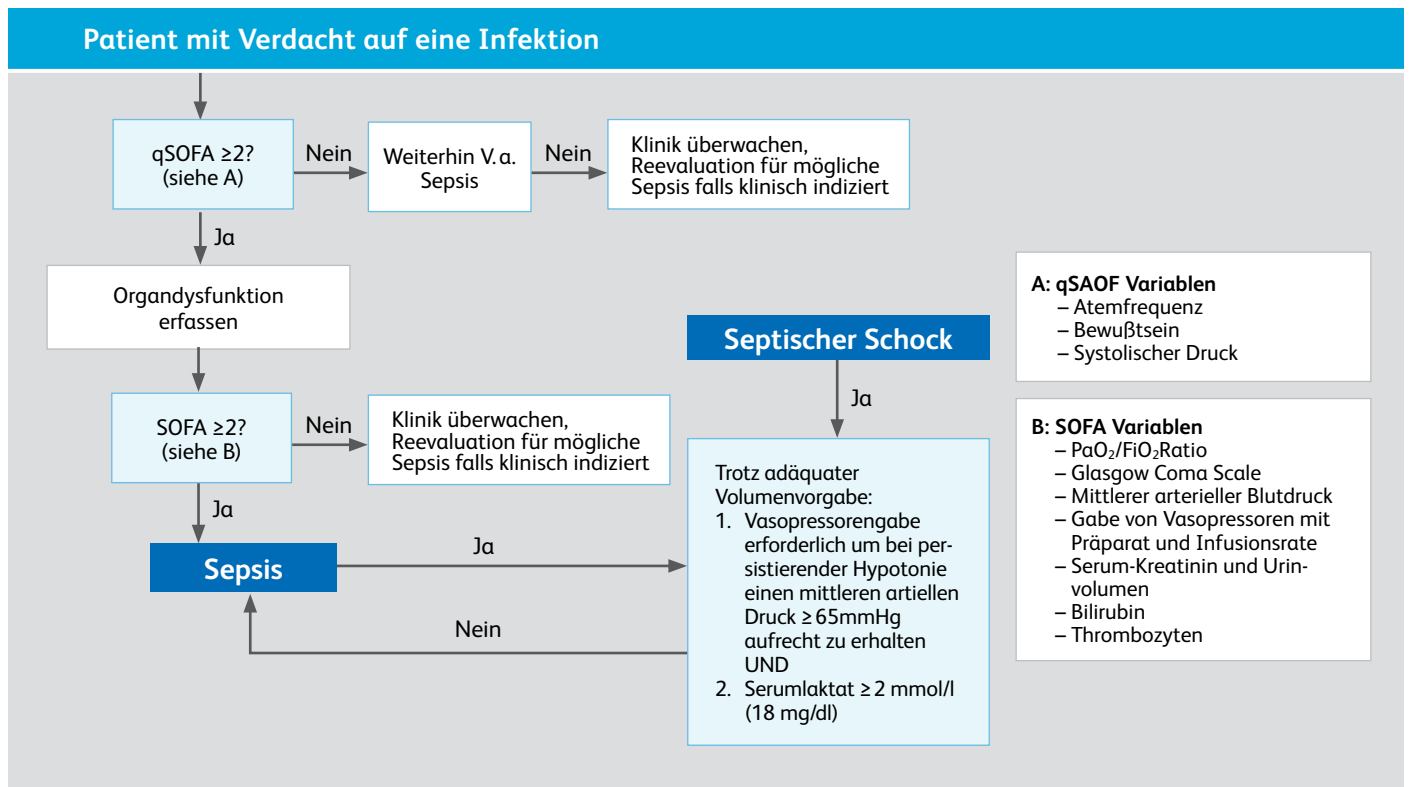 Patient mit Verdacht auf eine Infektion
qSOFA ≥2?
(siehe A)
Nein
Weiterhin V. a.
Sepsis
Nein
Klinik überwachen,
Reevaluation für mögliche
Sepsis falls klinisch indiziert
Ja
Organdysfunktion
erfassen
SOFA ≥2?
(siehe B)
Nein
Klinik überwachen,
Reevaluation für mögliche
Sepsis falls klinisch indiziert
Ja
Sepsis
Ja
Nein
Septischer Schock
Ja
Trotz adäquater
Volumenvorgabe:
1. Vasopressorengabe
erforderlich um bei per-
sistierender Hypotonie
einen mittleren artiellen
Druck ≥ 65mmHg
aufrecht zu erhalten
UND
2. Serumlaktat ≥ 2 mmol/l
(18 mg/dl)
A: qSAOF Variablen
– Atemfrequenz
– Bewußtsein
– Systolischer Druck
B: SOFA Variablen
– PaO₂/FiO₂Ratio
– Glasgow Coma Scale
– Mittlerer arterieller Blutdruck
– Gabe von Vasopressoren mit
Präparat und Infusionsrate
– Serum-Kreatinin und Urin-
volumen
– Bilirubin
– Thrombozyten